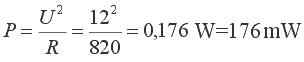 P = U²/R = 12²/820 = 0,176 W=176 mW